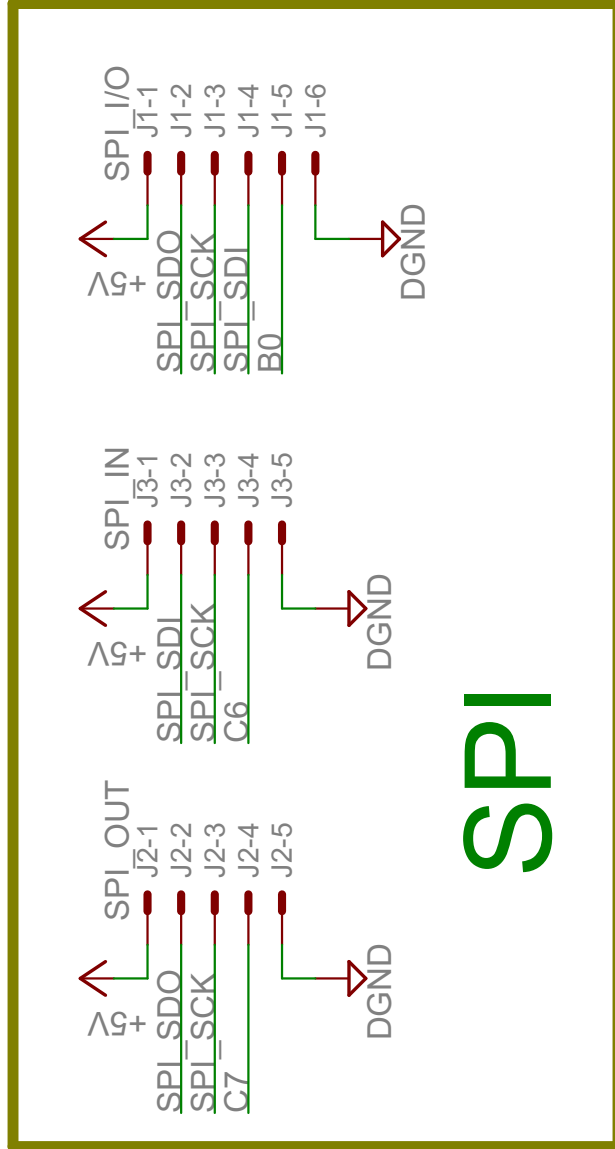 SPI_OUT
J2-1
J2-2
J2-3
J2-4
J2-5
+5V
SPI_SDO
SPI_SCK
C7
DGND
SPI_IN
J3-1
J3-2
J3-3
J3-4
J3-5
+5V
SPI_SDI
SPI_SCK
C6
DGND
SPI_I/O
J1-1
J1-2
J1-3
J1-4
J1-5
J1-6
+5V
SPI_SDO
SPI_SCK
SPI_SDI
B0
DGND
SPI